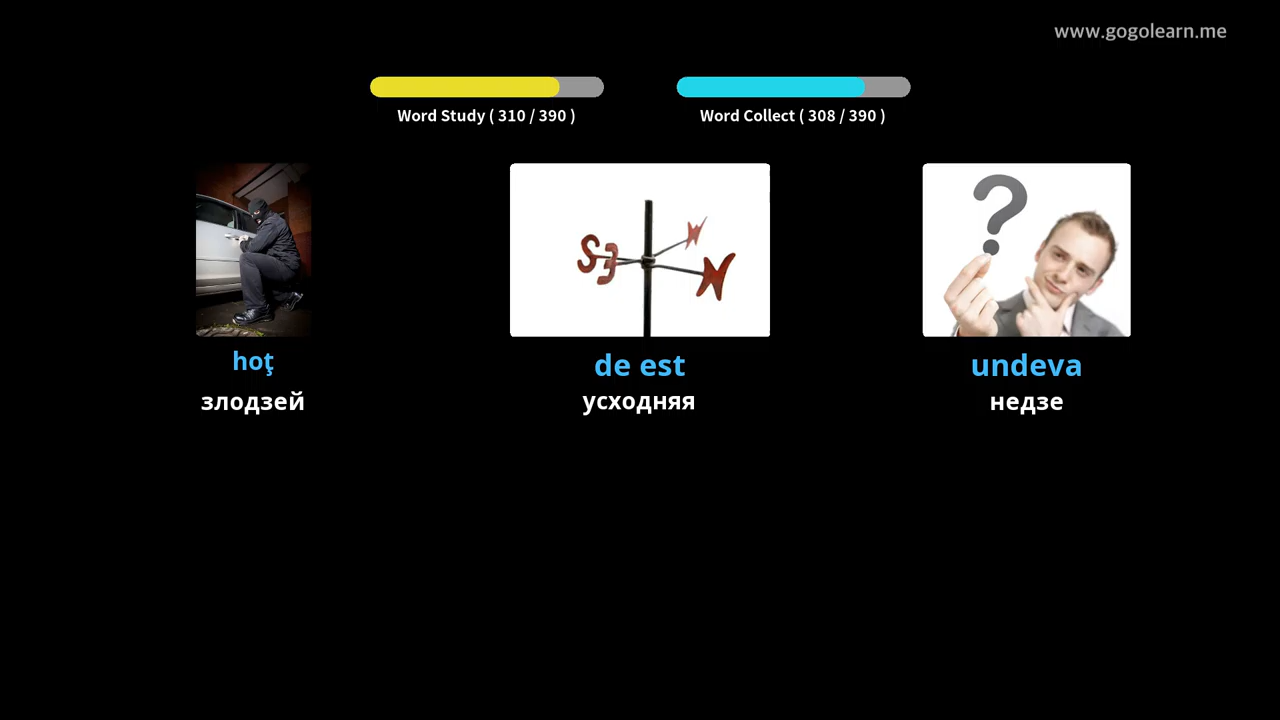 www.gogolearn.me
Word Study ( 310 / 390 )
Word Collect ( 308 / 390 )
hoţ
злодзей
de est
усходняя
undeva
недзе